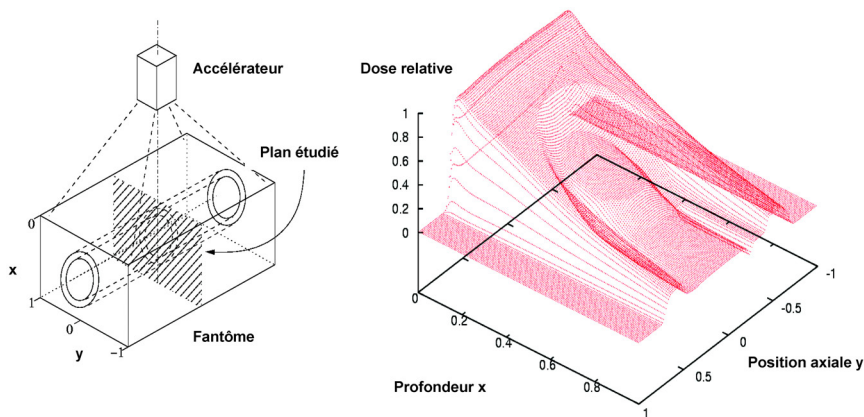 Accélérateur
Plan étudié
0
x
1
0
y
-1
Fantôme
Dose relative
1
0.8
0.6
0.4
0.2
0
0
0.2
0.4
0.6
0.8
1
Profondeur x
-1
-0.5
0
0.5
1
Position axiale y